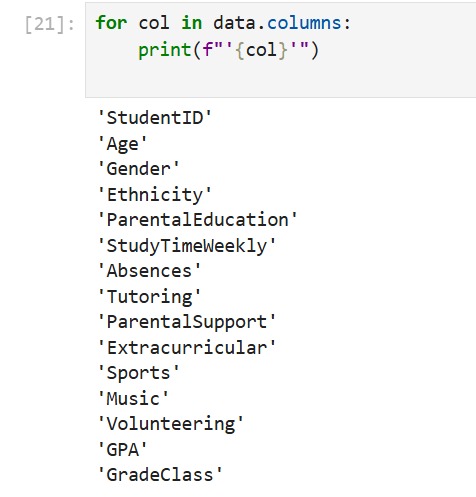 [21]: for col in data.columns:
    print(f"'{col}'")
'StudentID'
'Age'
'Gender'
'Ethnicity'
'ParentalEducation'
'StudyTimeWeekly'
'Absences'
'Tutoring'
'ParentalSupport'
'Extracurricular'
'Sports'
'Music'
'Volunteering'
'GPA'
'GradeClass'